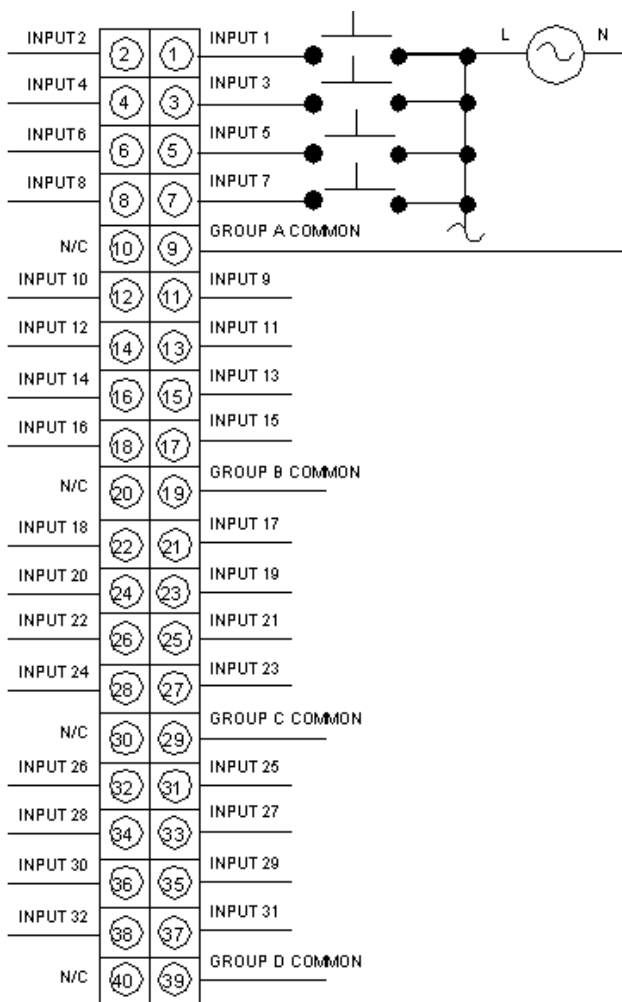 INPUT 2 2 1 INPUT 1 L N
INPUT 4 4 3 INPUT 3
INPUT 6 6 5 INPUT 5
INPUT 8 8 7 INPUT 7
N/C 10 9 GROUP A COMMON
INPUT 10 12 11 INPUT 9
INPUT 12 14 13 INPUT 11
INPUT 14 16 15 INPUT 13
INPUT 16 18 17 INPUT 15
N/C 20 19 GROUP B COMMON
INPUT 18 22 21 INPUT 17
INPUT 20 24 23 INPUT 19
INPUT 22 26 25 INPUT 21
INPUT 24 28 27 INPUT 23
N/C 30 29 GROUP C COMMON
INPUT 26 32 31 INPUT 25
INPUT 28 34 33 INPUT 27
INPUT 30 36 35 INPUT 29
INPUT 32 38 37 INPUT 31
N/C 40 39 GROUP D COMMON